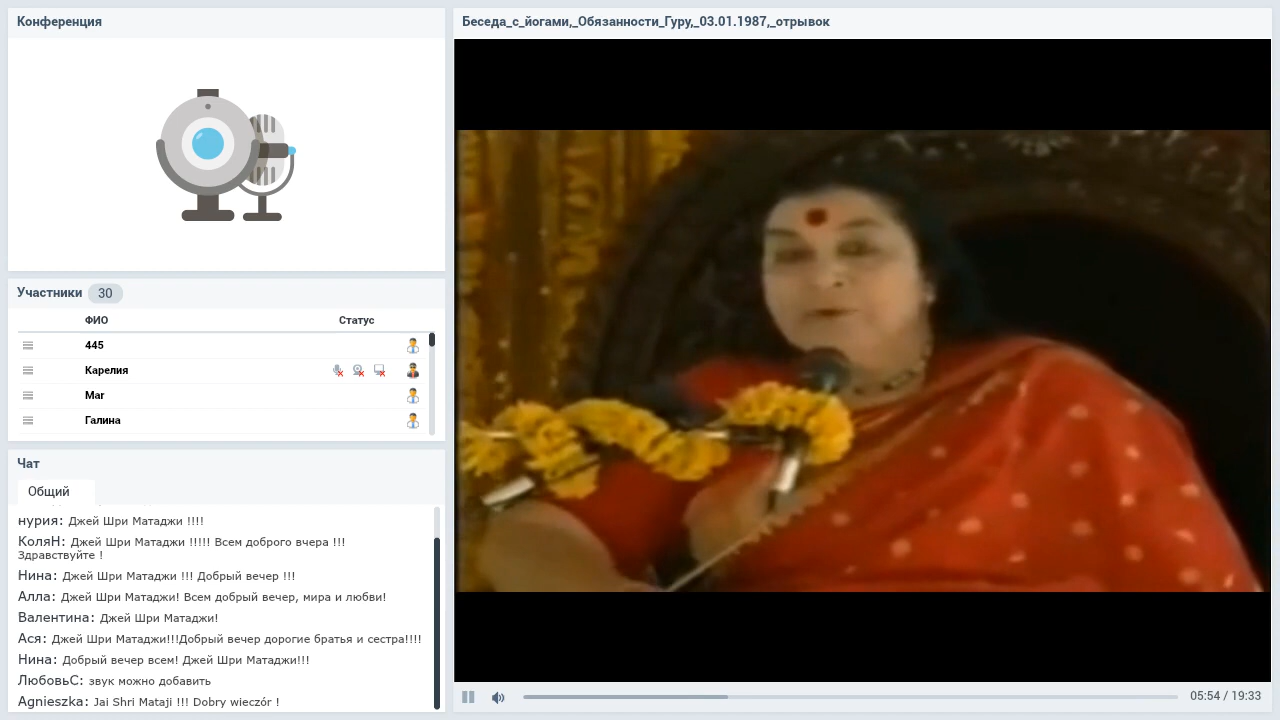 Конференция
Беседа_с_йогами,_Обязанности_Гуру,_03.01.1987,_отрывок
Участники 30
ФИО Статус
445
Карелия
Mar
Галина
Чат
Общий
нурия: Джей Шри Матаджи !!!!
КоляН: Джей Шри Матаджи !!!!! Всем доброго вчера !!!
Здравствуйте !
Нина: Джей Шри Матаджи !!! Добрый вечер !!!
Алла: Джей Шри Матаджи! Всем добрый вечер, мира и любви!
Валентина: Джей Шри Матаджи!
Ася: Джей Шри Матаджи!!!Добрый вечер дорогие братья и сестра!!!!
Нина: Добрый вечер всем! Джей Шри Матаджи!!!
ЛюбовьС: звук можно добавить
Agnieszka: Jai Shri Mataji !!! Dobry wieczór !
05:54 / 19:33